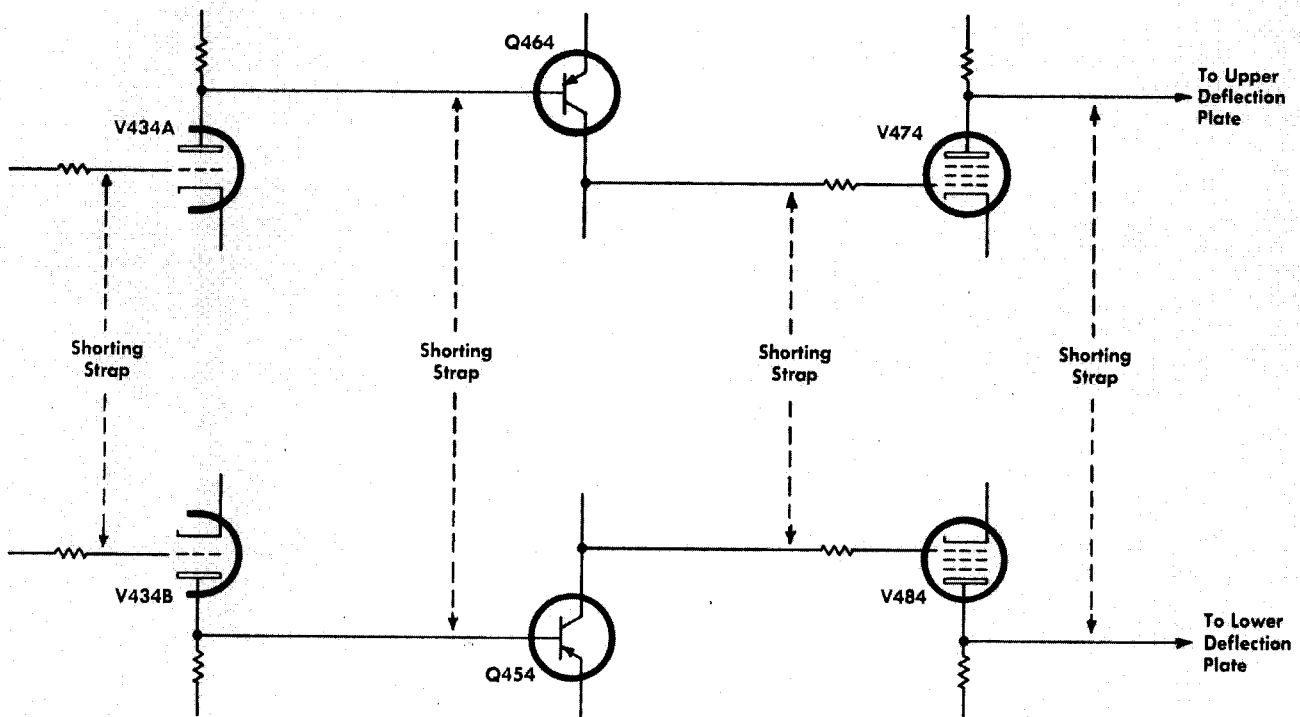 Q464
To Upper
Deflection
Plate
V434A
V474
Shorting
Strap
Shorting
Strap
Shorting
Strap
Shorting
Strap
V434B
V484
Q454
To Lower
Deflection
Plate